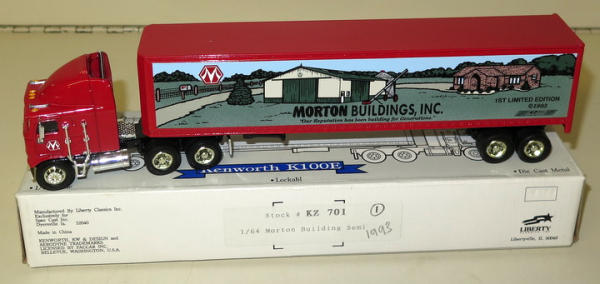 M
MORTON BUILDINGS, INC.
"Our Reputation has been building for Generations."
1ST LIMITED EDITION
M
Kenworth K100E
• Lockabl
• Die Cast Metal
Manufactured By Liberty Classics Inc.
Exclusively for
Spec Cast Inc.
Dyersville, Ia. 52040
Made in China
KENWORTH, KW & DESIGN and
AERODYNE TRADEMARKS
LICENSED BY PACCAR INC.
BELLEVUE, WASHINGTON, U.S.A.
Stock # KZ 701
1
1/64 Morton Building Semi
1993
LIBERTY
Libertyville, IL 60048